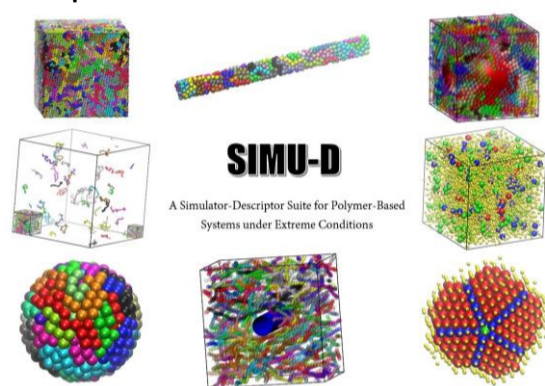 SIMU-D
A Simulator-Descriptor Suite for Polymer-Based
Systems under Extreme Conditions